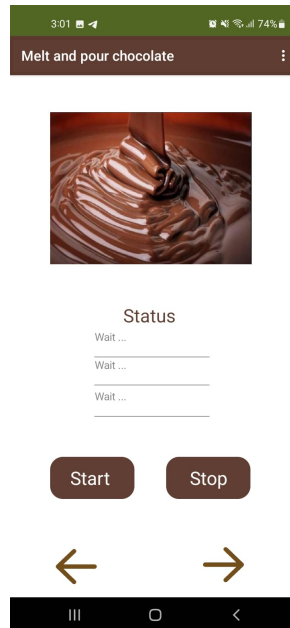 3:01 74%
Melt and pour chocolate
Status
Wait ...
Wait ...
Wait ...
Start Stop